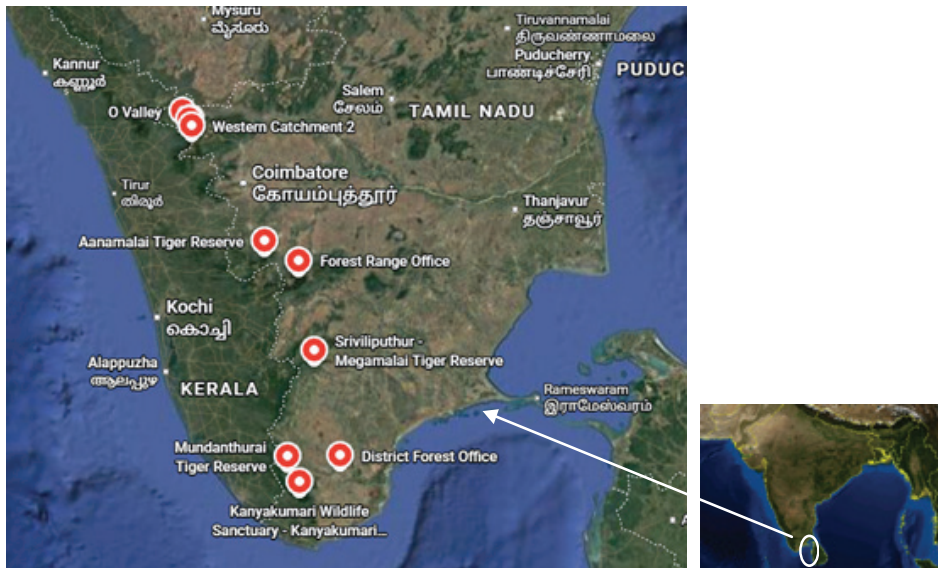 Mysuru
ಮೈಸೂರು
Tiruvannamalai
திருவண்ணாமலை
Puducherry
பாண்டிச்சேரி
PUDUC
Kannur
കണ്ണൂർ
Salem
சேலம்
TAMIL NADU
O Valley
Western Catchment 2
Coimbatore
கோயம்புத்தூர்
Tirur
തിരൂർ
Thanjavur
தஞ்சாவூர்
Aanamalai Tiger Reserve
Forest Range Office
Kochi
കൊച്ചി
Srivilliputhur -
Megamalai Tiger Reserve
Alappuzha
ആലപ്പുഴ
KERALA
Rameswaram
இராமேஸ்வரம்
Mundanthurai
Tiger Reserve
District Forest Office
Kanyakumari Wildlife
Sanctuary - Kanyakumari...